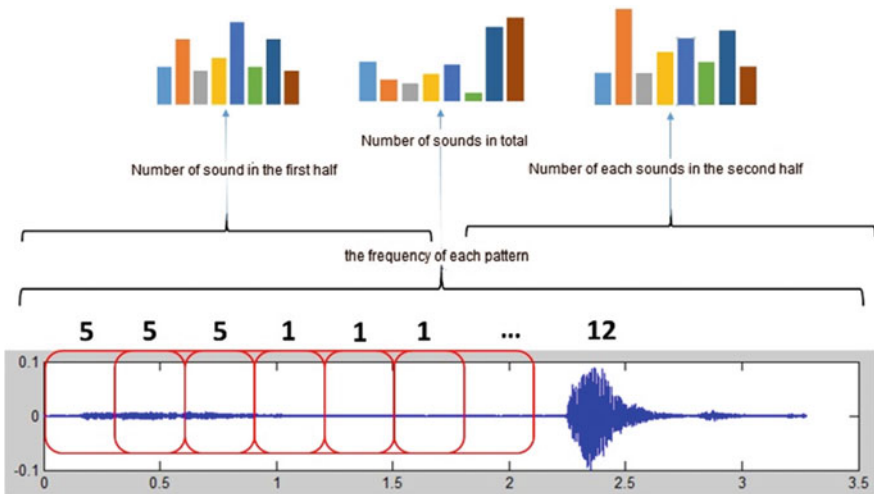 Number of sounds in total
Number of sound in the first half
Number of each sounds in the second half
the frequency of each pattern
5 5 5 1 1 1 ... 12
0.1
0
-0.1
0 0.5 1 1.5 2 2.5 3 3.5